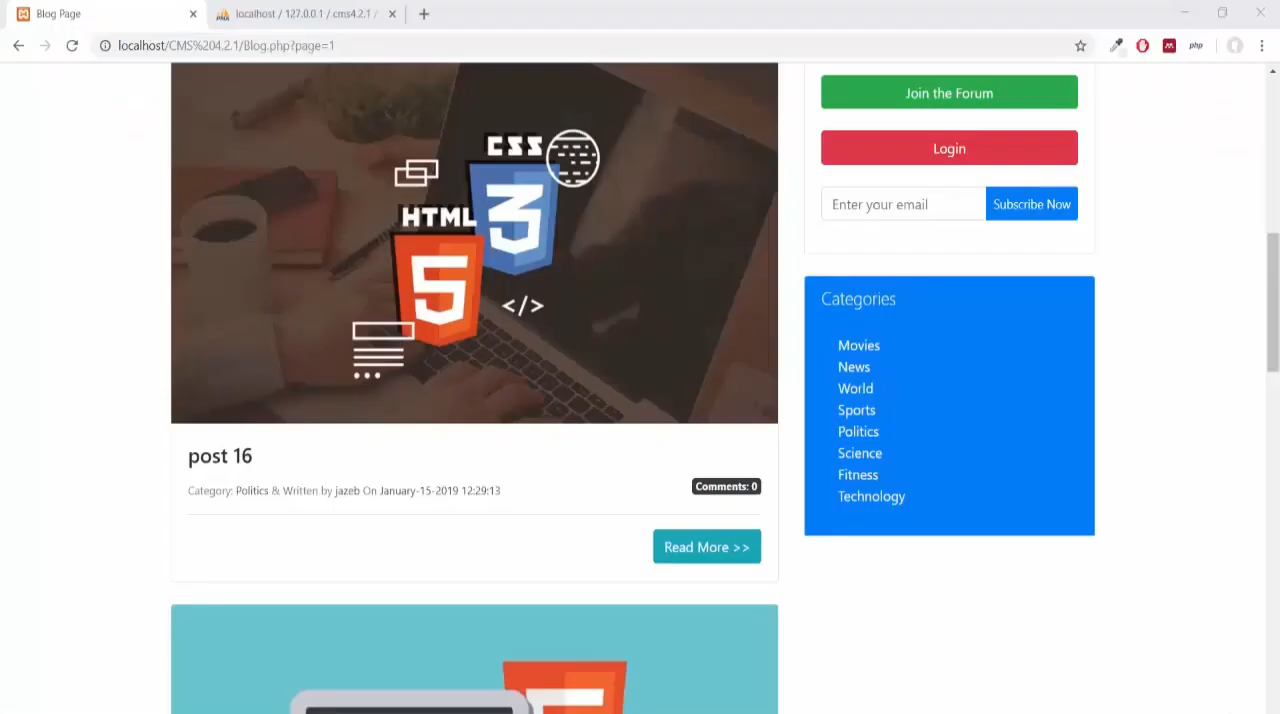 Blog Page
localhost / 127.0.0.1 / cms4.2.1 /
localhost/CMS%204.2.1/Blog.php?page=1
php
CSS
3
HTML
5
</>
post 16
Category: Politics & Written by jazeb On January-15-2019 12:29:13
Comments: 0
Read More >>
Join the Forum
Login
Enter your email
Subscribe Now
Categories
Movies
News
World
Sports
Politics
Science
Fitness
Technology